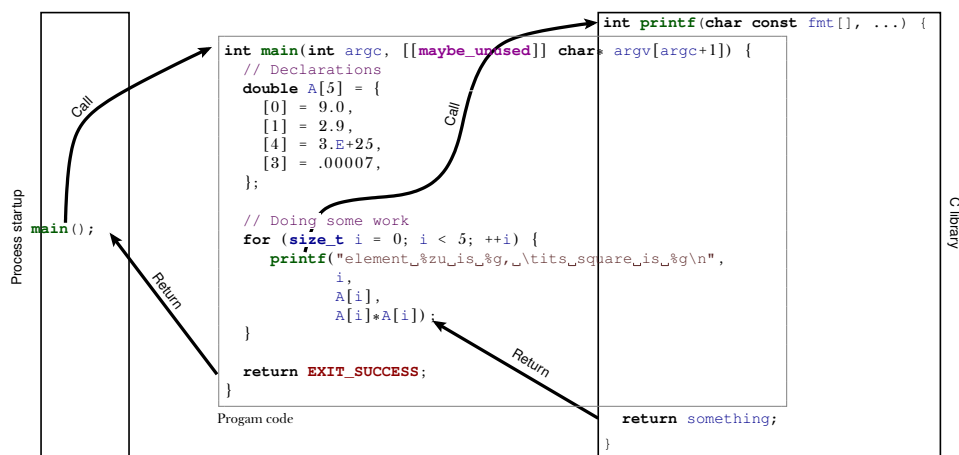 int printf(char const fmt[], ...) {
int main(int argc, [[maybe_unused]] char* argv[argc+1]) {
// Declarations
double A[5] = {
[0] = 9.0,
[1] = 2.9,
[4] = 3.E+25,
[3] = .00007,
};
// Doing some work
for (size_t i = 0; i < 5; ++i) {
printf("element␣%zu␣is␣%g,␣\tits␣square␣is␣%g\n",
i,
A[i],
A[i]*A[i]);
}
return EXIT_SUCCESS;
}
Progam code
Process startup
main();
Call
Return
Call
Return
C library
return something;
}